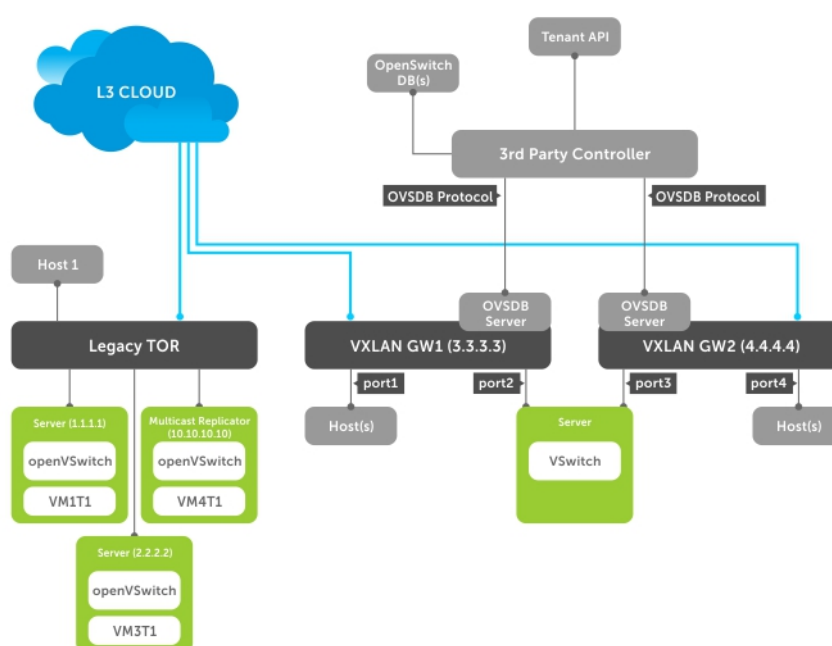 Tenant API
OpenSwitch
DB(s)
L3 CLOUD
3rd Party Controller
OVSDB Protocol
OVSDB Protocol
Host 1
OVSDB
Server
OVSDB
Server
Legacy TOR
VXLAN GW1 (3.3.3.3)
VXLAN GW2 (4.4.4.4)
port1
port2
port3
port4
Server (1.1.1.1)
openVSwitch
VM1T1
Multicast Replicator
(10.10.10.10)
openVSwitch
VM4T1
Host(s)
Server
VSwitch
Host(s)
Server (2.2.2.2)
openVSwitch
VM3T1